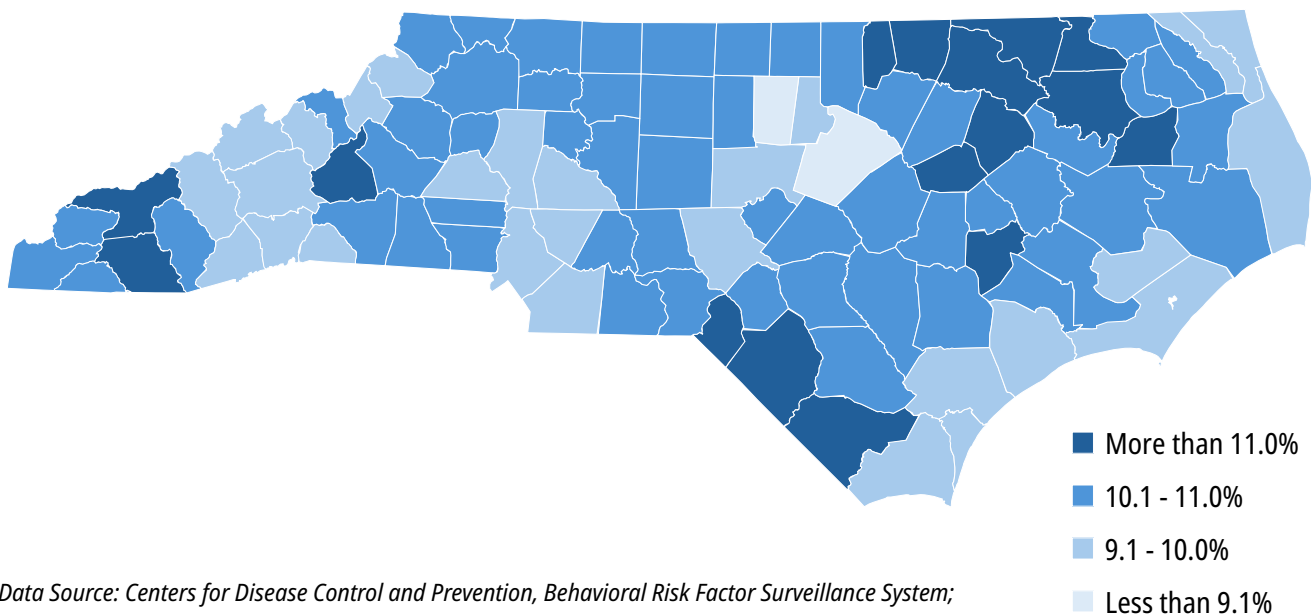 More than 11.0%
10.1 - 11.0%
9.1 - 10.0%
Data Source: Centers for Disease Control and Prevention, Behavioral Risk Factor Surveillance System;
Less than 9.1%